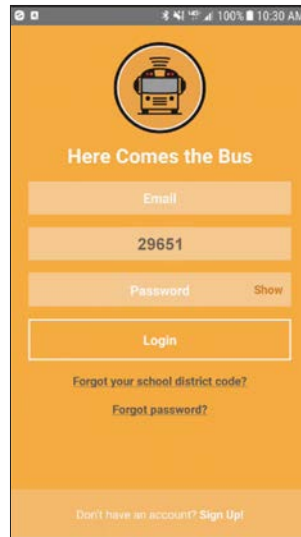 100% 10:30 AM
Here Comes the Bus
Email
29651
Password Show
Login
Forgot your school district code?
Forgot password?
Don't have an account? Sign Up!